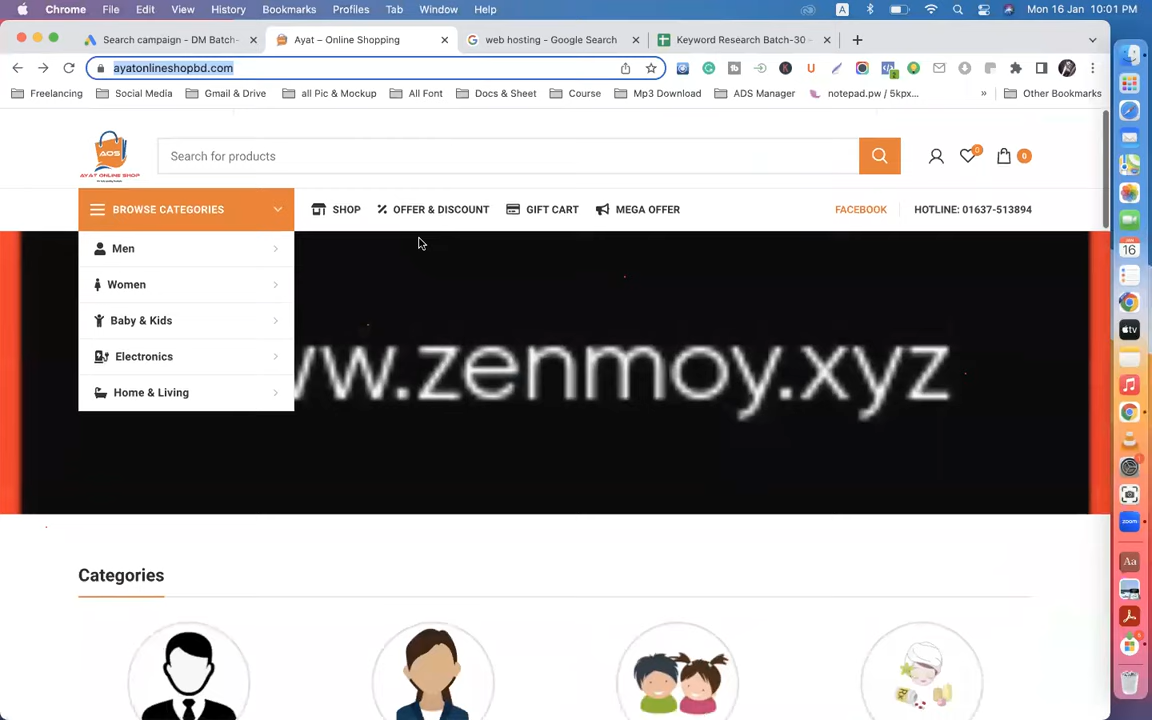 Chrome File Edit View History Bookmarks Profiles Tab Window Help A Mon 16 Jan 10:01 PM
Search campaign - DM Batch- Ayat – Online Shopping web hosting - Google Search Keyword Research Batch-30 -
ayatonlineshopbd.com
Freelancing Social Media Gmail & Drive all Pic & Mockup All Font Docs & Sheet Course Mp3 Download ADS Manager notepad.pw / 5kpx... » Other Bookmarks
AOS
AYAT ONLINE SHOP
Search for products
0 0
BROWSE CATEGORIES SHOP OFFER & DISCOUNT GIFT CART MEGA OFFER FACEBOOK HOTLINE: 01637-513894
Men
Women
Baby & Kids
Electronics
Home & Living
w.zenmoy.xyz
Categories